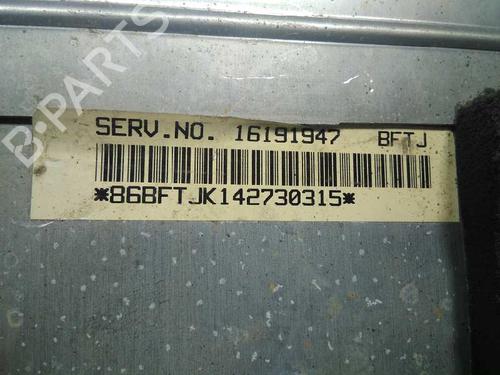 B-PARTS
SERV.NO. 16191947 BFTJ
*86BFTJK142730315*